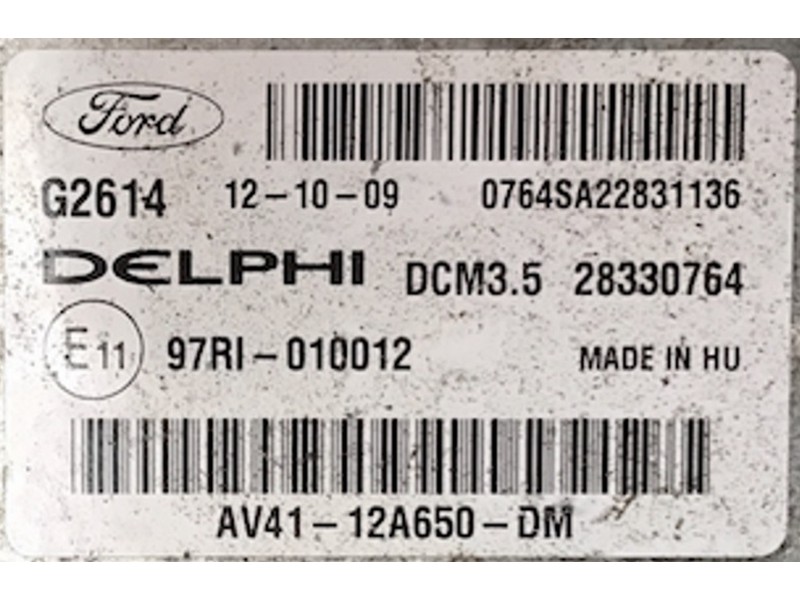 Ford
G2614 12-10-09 0764SA22831136
DELPHI DCM3.5 28330764
E11 97RI-010012 MADE IN HU
AV41-12A650-DM